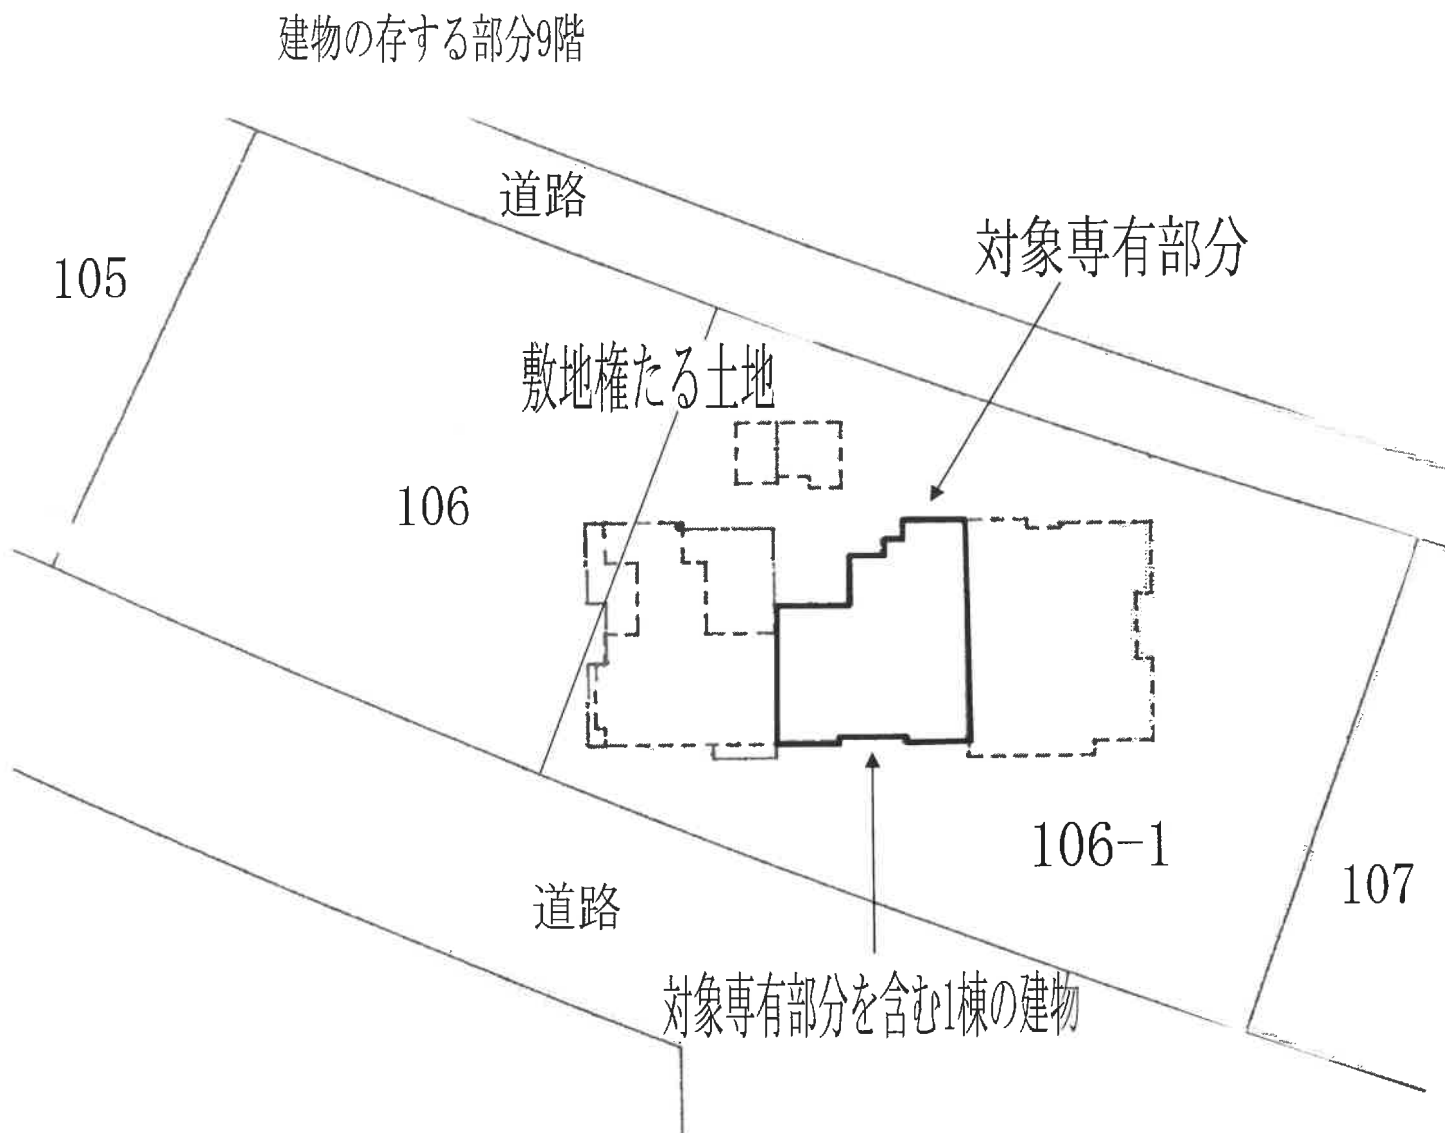 建物の存する部分9階
道路
対象専有部分
105
敷地権たる土地
106
106-1
107
道路
対象専有部分を含む1棟の建物